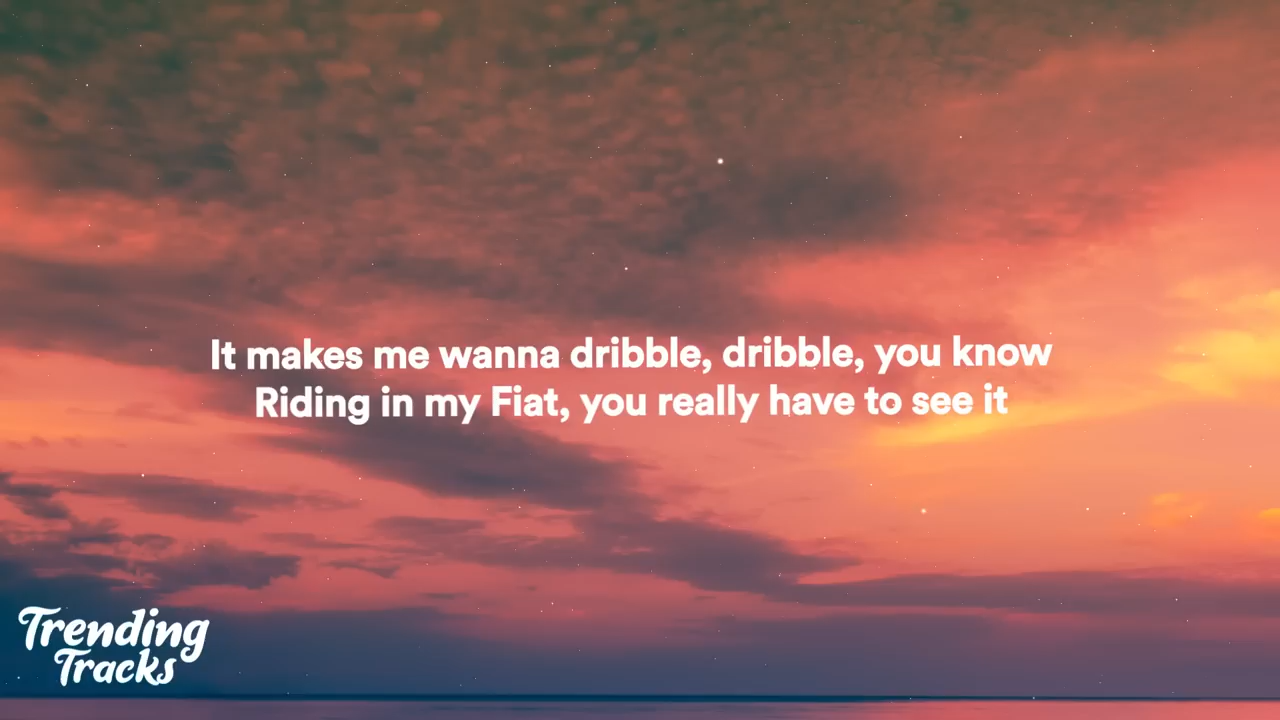 It makes me wanna dribble, dribble, you know
Riding in my Fiat, you really have to see it
Trending
Tracks